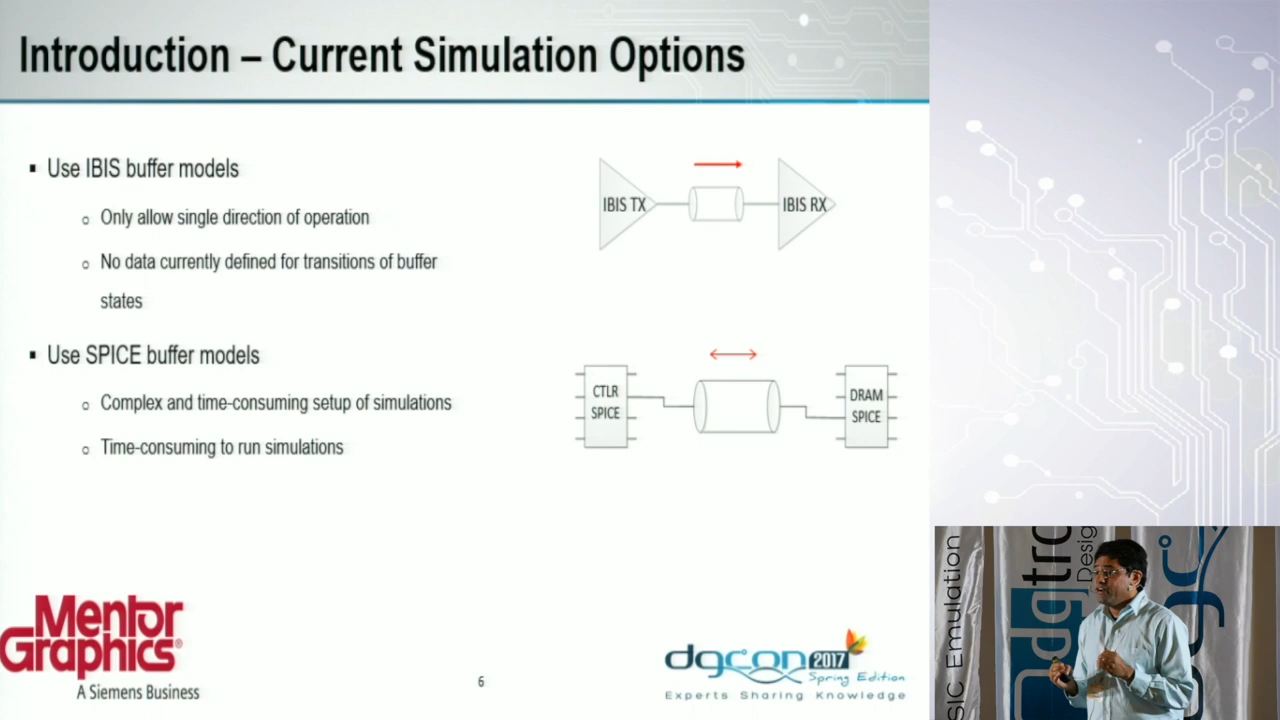 Introduction – Current Simulation Options
▪ Use IBIS buffer models
o Only allow single direction of operation
o No data currently defined for transitions of buffer
states
▪ Use SPICE buffer models
o Complex and time-consuming setup of simulations
o Time-consuming to run simulations
IBIS TX
IBIS RX
CTLR
SPICE
DRAM
SPICE
Mentor
Graphics®
A Siemens Business
6
dgcon 2017
Spring Edition
Experts Sharing Knowledge
SIC Emulation
Desig